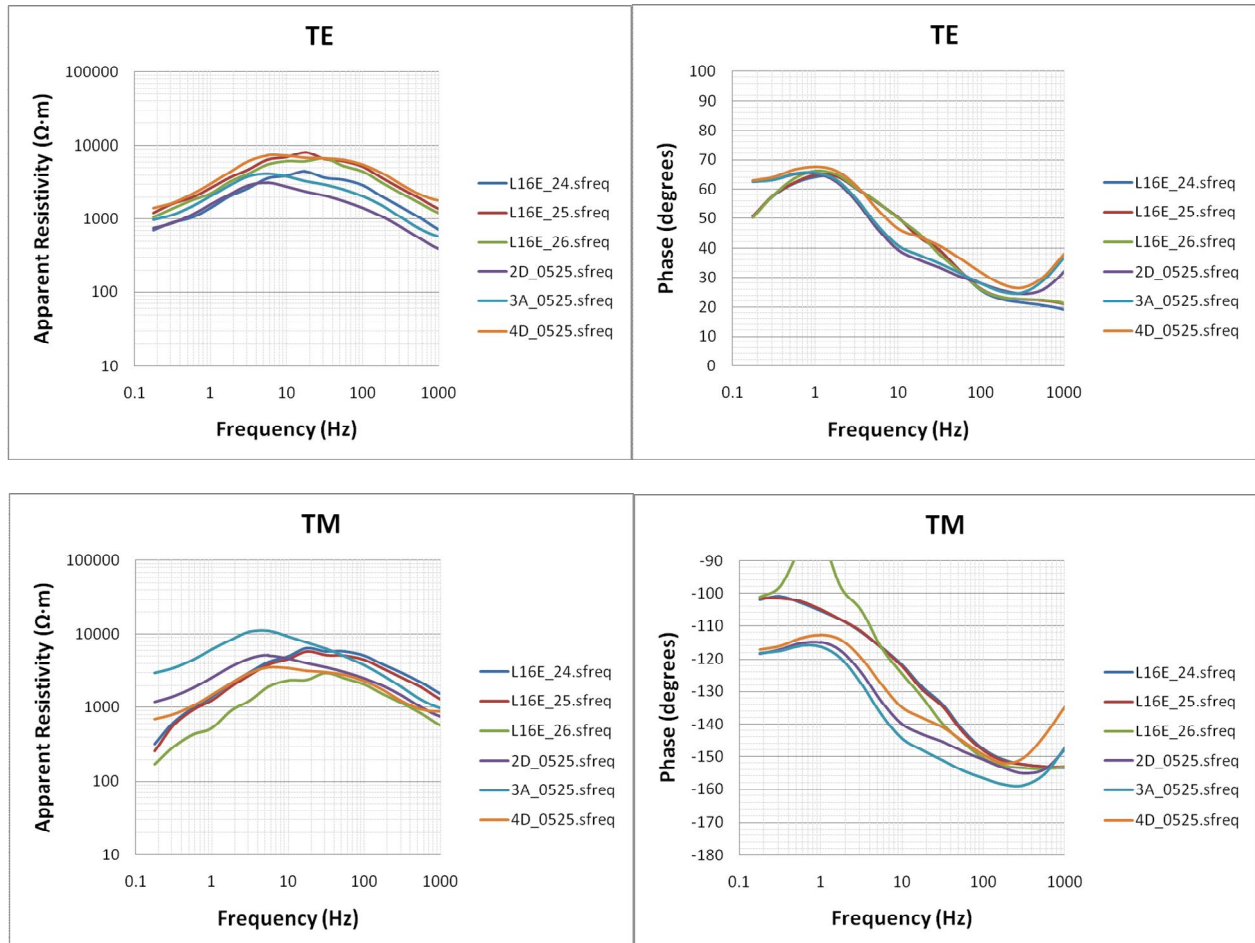 TE
Apparent Resistivity (Ω·m)
100000
10000
1000
100
10
0.1 1 10 100 1000
Frequency (Hz)
L16E_24.sfreq
L16E_25.sfreq
L16E_26.sfreq
2D_0525.sfreq
3A_0525.sfreq
4D_0525.sfreq
TE
Phase (degrees)
100
90
80
70
60
50
40
30
20
10
0
0.1 1 10 100 1000
Frequency (Hz)
L16E_24.sfreq
L16E_25.sfreq
L16E_26.sfreq
2D_0525.sfreq
3A_0525.sfreq
4D_0525.sfreq
TM
Apparent Resistivity (Ω·m)
100000
10000
1000
100
10
0.1 1 10 100 1000
Frequency (Hz)
L16E_24.sfreq
L16E_25.sfreq
L16E_26.sfreq
2D_0525.sfreq
3A_0525.sfreq
4D_0525.sfreq
TM
Phase (degrees)
-90
-100
-110
-120
-130
-140
-150
-160
-170
-180
0.1 1 10 100 1000
Frequency (Hz)
L16E_24.sfreq
L16E_25.sfreq
L16E_26.sfreq
2D_0525.sfreq
3A_0525.sfreq
4D_0525.sfreq